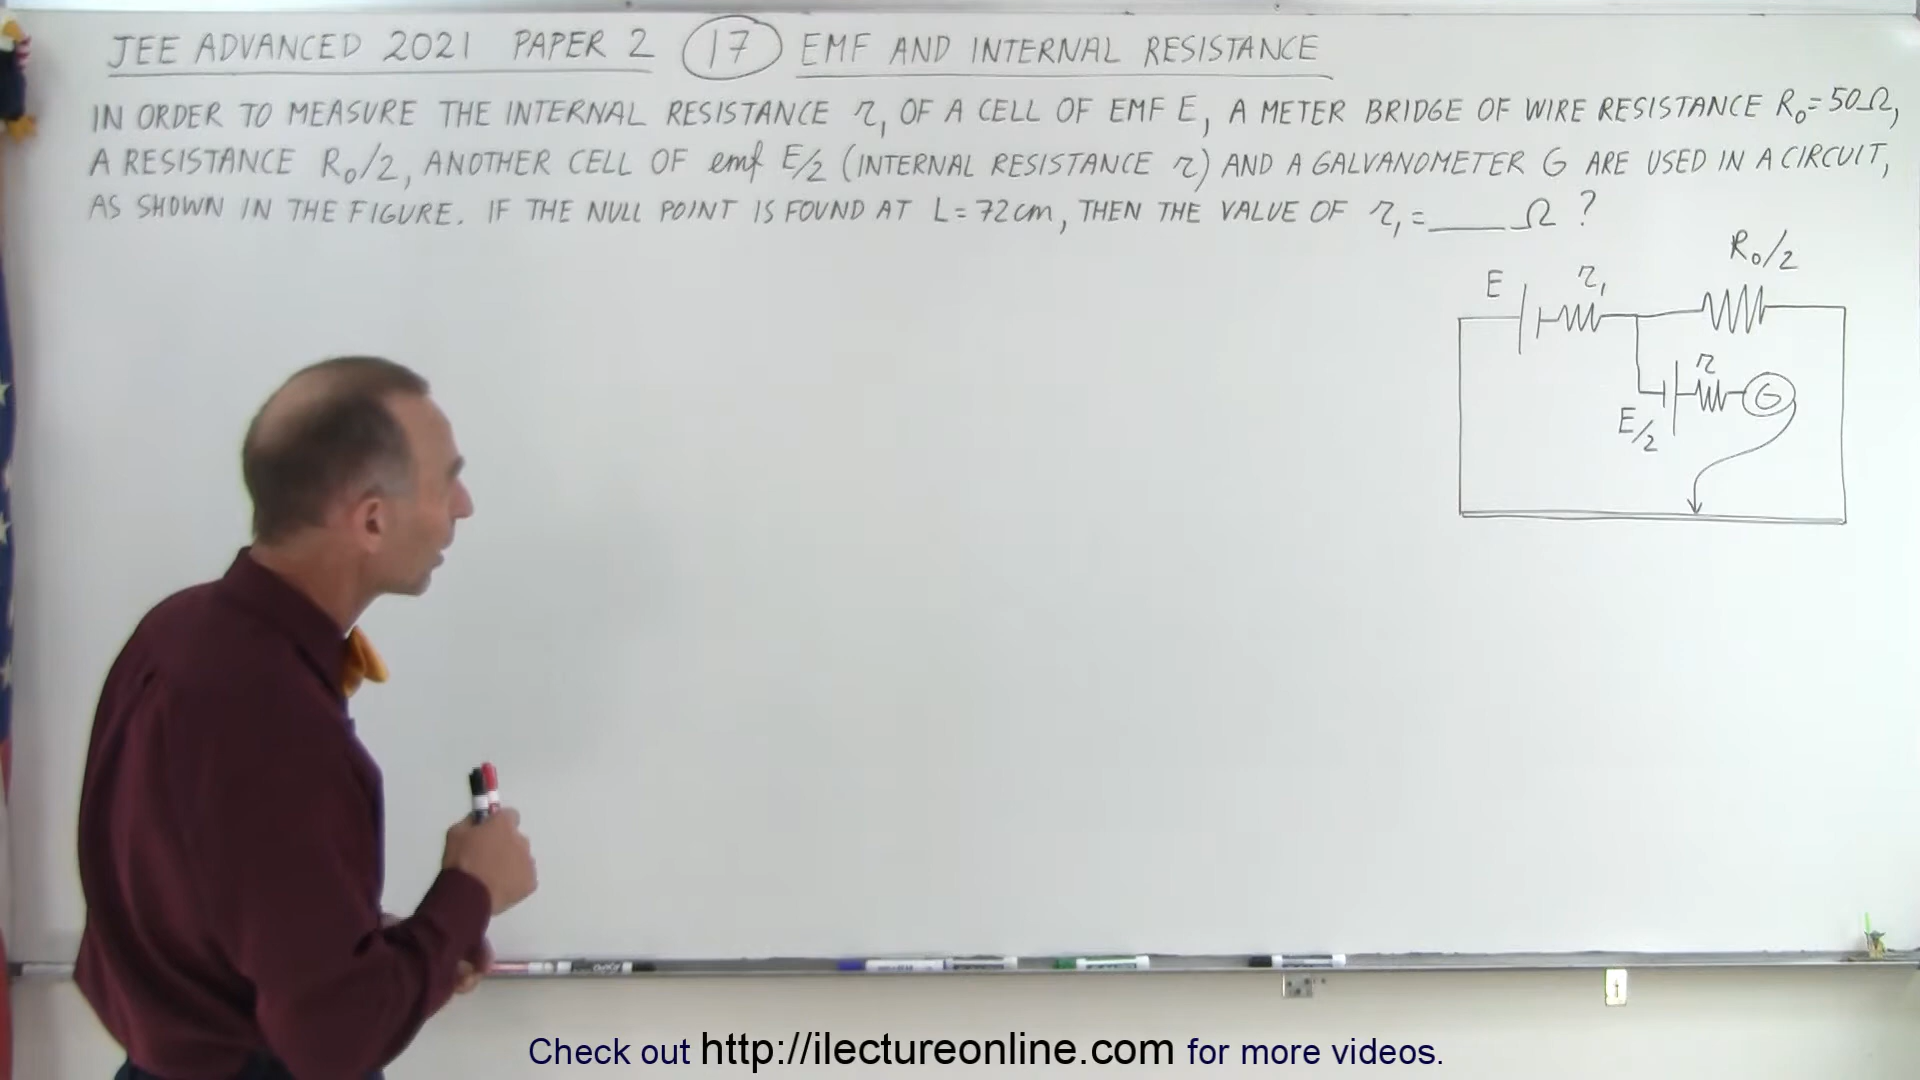 JEE ADVANCED 2021 PAPER 2 17 EMF AND INTERNAL RESISTANCE
IN ORDER TO MEASURE THE INTERNAL RESISTANCE r₁ OF A CELL OF EMF E, A METER BRIDGE OF WIRE RESISTANCE R₀=50Ω,
A RESISTANCE R₀/2, ANOTHER CELL OF emf E/2 (INTERNAL RESISTANCE r) AND A GALVANOMETER G ARE USED IN A CIRCUIT,
AS SHOWN IN THE FIGURE. IF THE NULL POINT IS FOUND AT L=72cm, THEN THE VALUE OF r₁=____Ω?
R₀/2
E r₁
r
G
E/2
Check out http://ilectureonline.com for more videos.